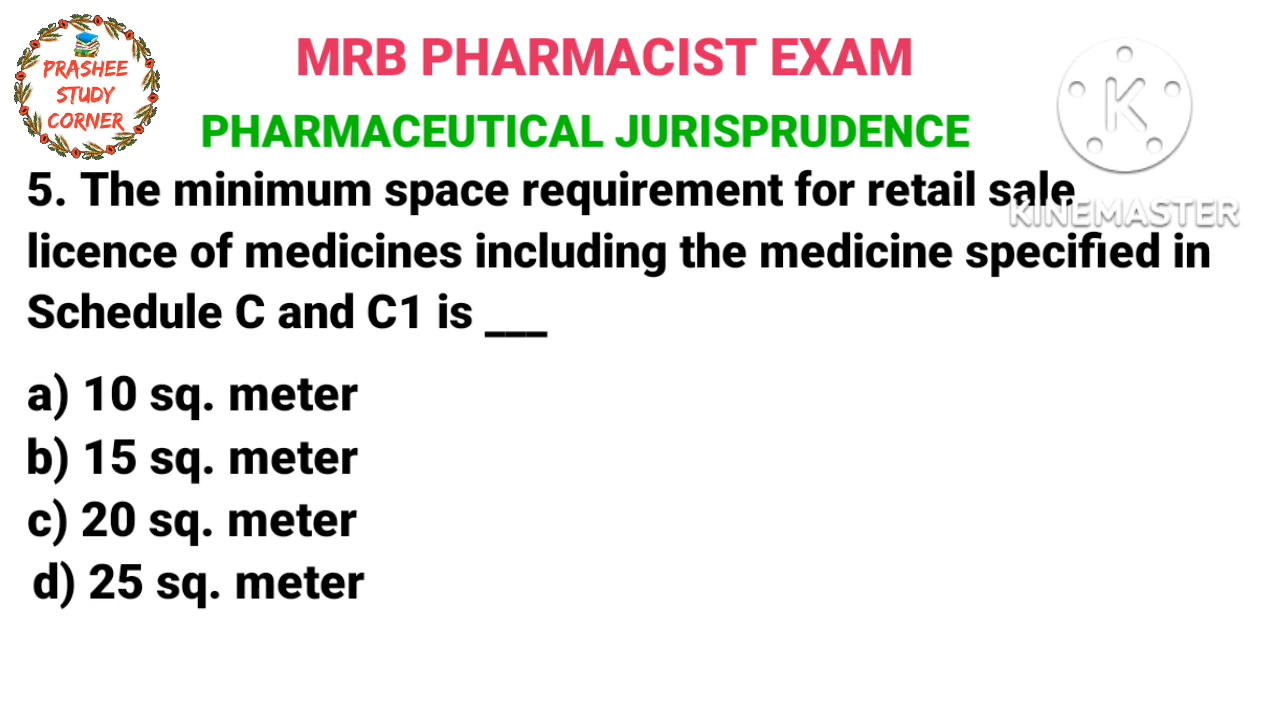 PRASHEE
STUDY
CORNER
MRB PHARMACIST EXAM
PHARMACEUTICAL JURISPRUDENCE
K
KINEMASTER
5. The minimum space requirement for retail sale
licence of medicines including the medicine specified in
Schedule C and C1 is ___
a) 10 sq. meter
b) 15 sq. meter
c) 20 sq. meter
d) 25 sq. meter